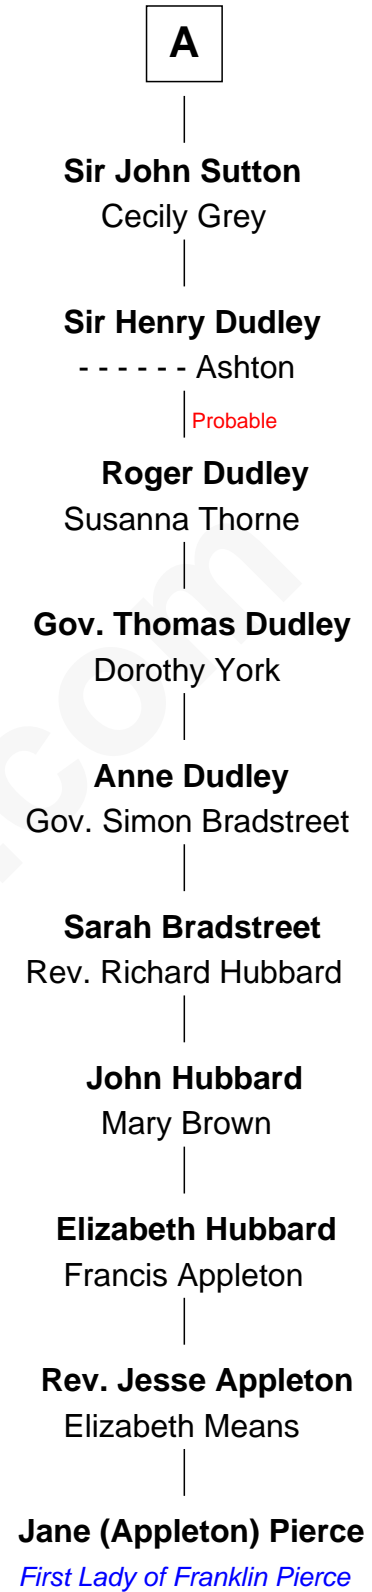 A
Sir John Sutton
Cecily Grey
Sir Henry Dudley
- - - - - - Ashton
Probable
Roger Dudley
Susanna Thorne
Gov. Thomas Dudley
Dorothy York
Anne Dudley
Gov. Simon Bradstreet
Sarah Bradstreet
Rev. Richard Hubbard
John Hubbard
Mary Brown
Elizabeth Hubbard
Francis Appleton
Rev. Jesse Appleton
Elizabeth Means
Jane (Appleton) Pierce
First Lady of Franklin Pierce
.com